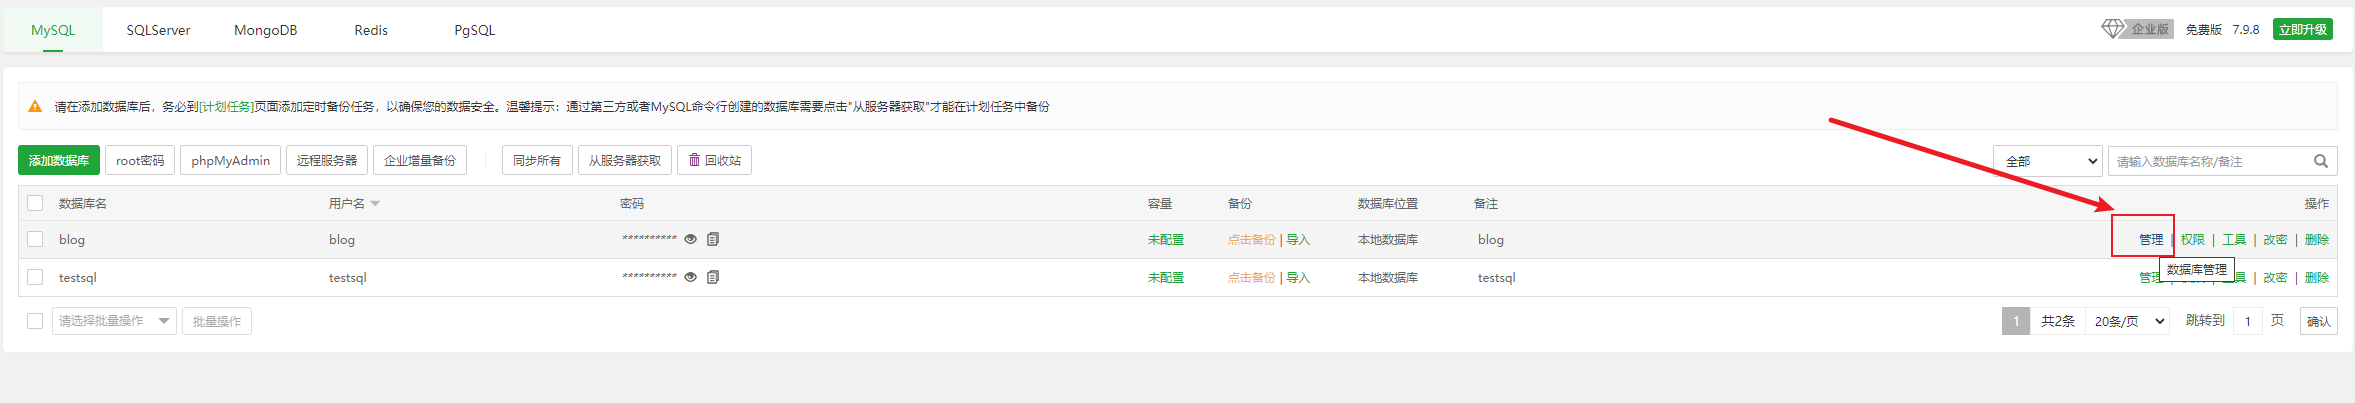 MySQL SQLServer MongoDB Redis PgSQL 企业版 免费版 7.9.8 立即升级
请在添加数据库后，务必到[计划任务]页面添加定时备份任务，以确保您的数据安全。温馨提示：通过第三方或者MySQL命令行创建的数据库需要点击"从服务器获取"才能在计划任务中备份
添加数据库 root密码 phpMyAdmin 远程服务器 企业增量备份 同步所有 从服务器获取 回收站 全部 请输入数据库名称/备注
数据库名 用户名 密码 容量 备份 数据库位置 备注 操作
blog blog ********** 未配置 点击备份 | 导入 本地数据库 blog 管理 | 权限 | 工具 | 改密 | 删除
数据库管理
testsql testsql ********** 未配置 点击备份 | 导入 本地数据库 testsql 管理 | 改密 | 删除
请选择批量操作 批量操作 1 共2条 20条/页 跳转到 1 页 确认